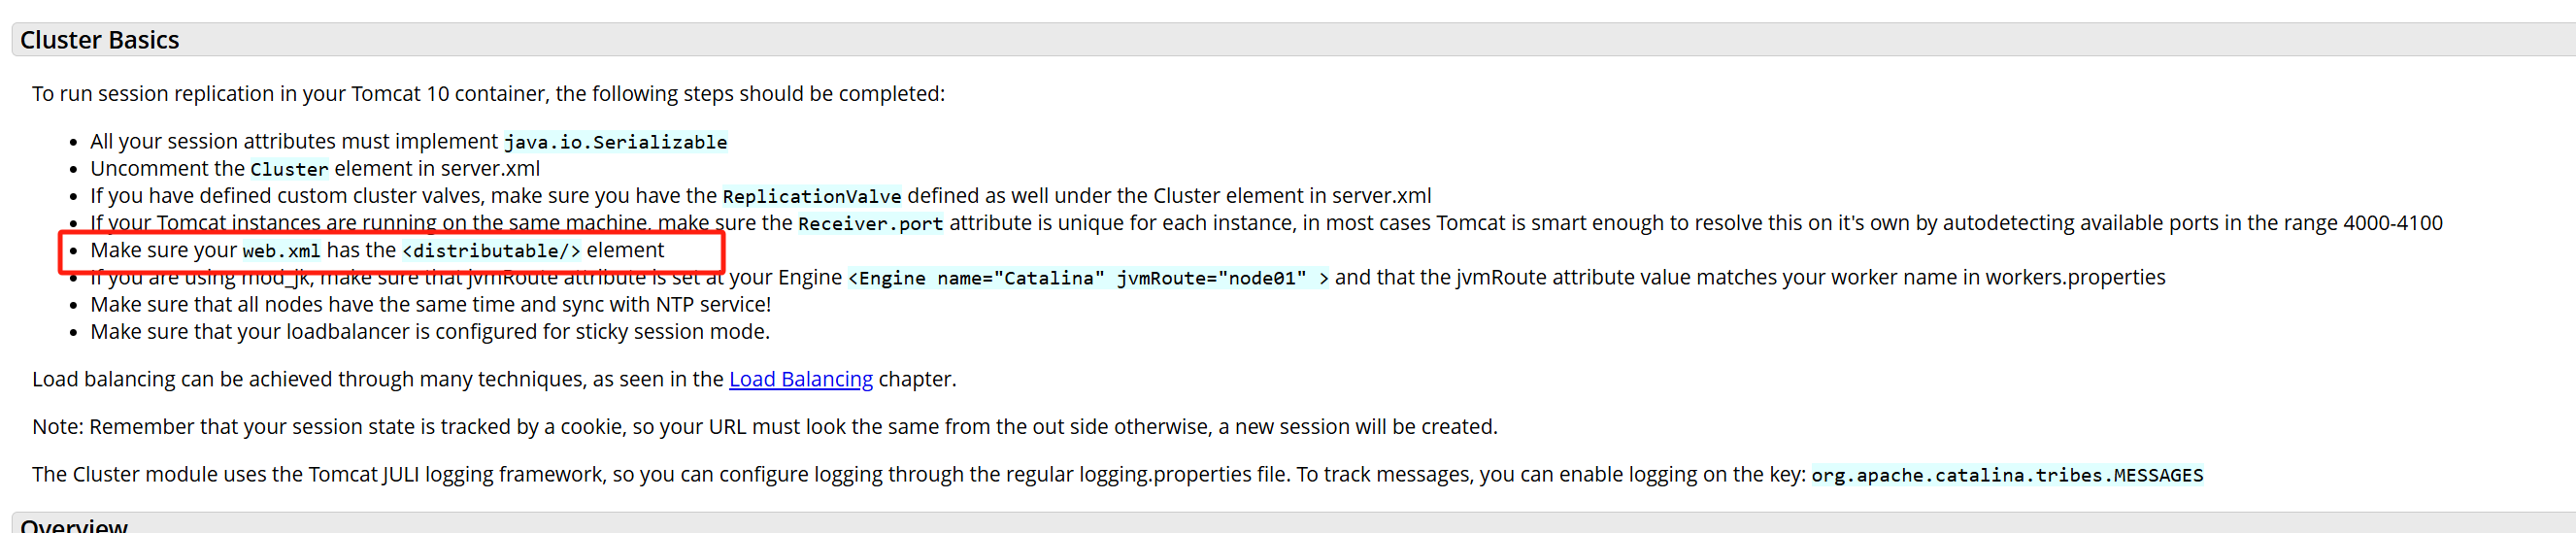 Cluster Basics
To run session replication in your Tomcat 10 container, the following steps should be completed:
• All your session attributes must implement java.io.Serializable
• Uncomment the Cluster element in server.xml
• If you have defined custom cluster valves, make sure you have the ReplicationValve defined as well under the Cluster element in server.xml
• If your Tomcat instances are running on the same machine, make sure the Receiver.port attribute is unique for each instance, in most cases Tomcat is smart enough to resolve this on it's own by autodetecting available ports in the range 4000-4100
• Make sure your web.xml has the <distributable/> element
• If you are using mod_jk, make sure that jvmRoute attribute is set at your Engine <Engine name="Catalina" jvmRoute="node01" > and that the jvmRoute attribute value matches your worker name in workers.properties
• Make sure that all nodes have the same time and sync with NTP service!
• Make sure that your loadbalancer is configured for sticky session mode.
Load balancing can be achieved through many techniques, as seen in the Load Balancing chapter.
Note: Remember that your session state is tracked by a cookie, so your URL must look the same from the out side otherwise, a new session will be created.
The Cluster module uses the Tomcat JULI logging framework, so you can configure logging through the regular logging.properties file. To track messages, you can enable logging on the key: org.apache.catalina.tribes.MESSAGES
Overview